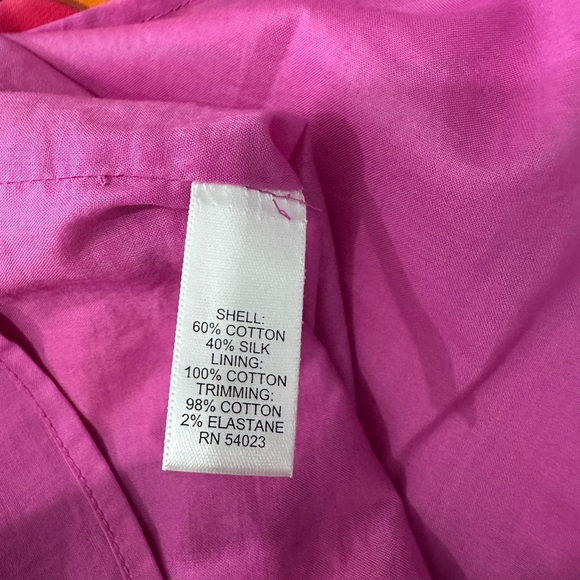 SHELL:
60% COTTON
40% SILK
LINING:
100% COTTON
TRIMMING:
98% COTTON
2% ELASTANE
RN 54023